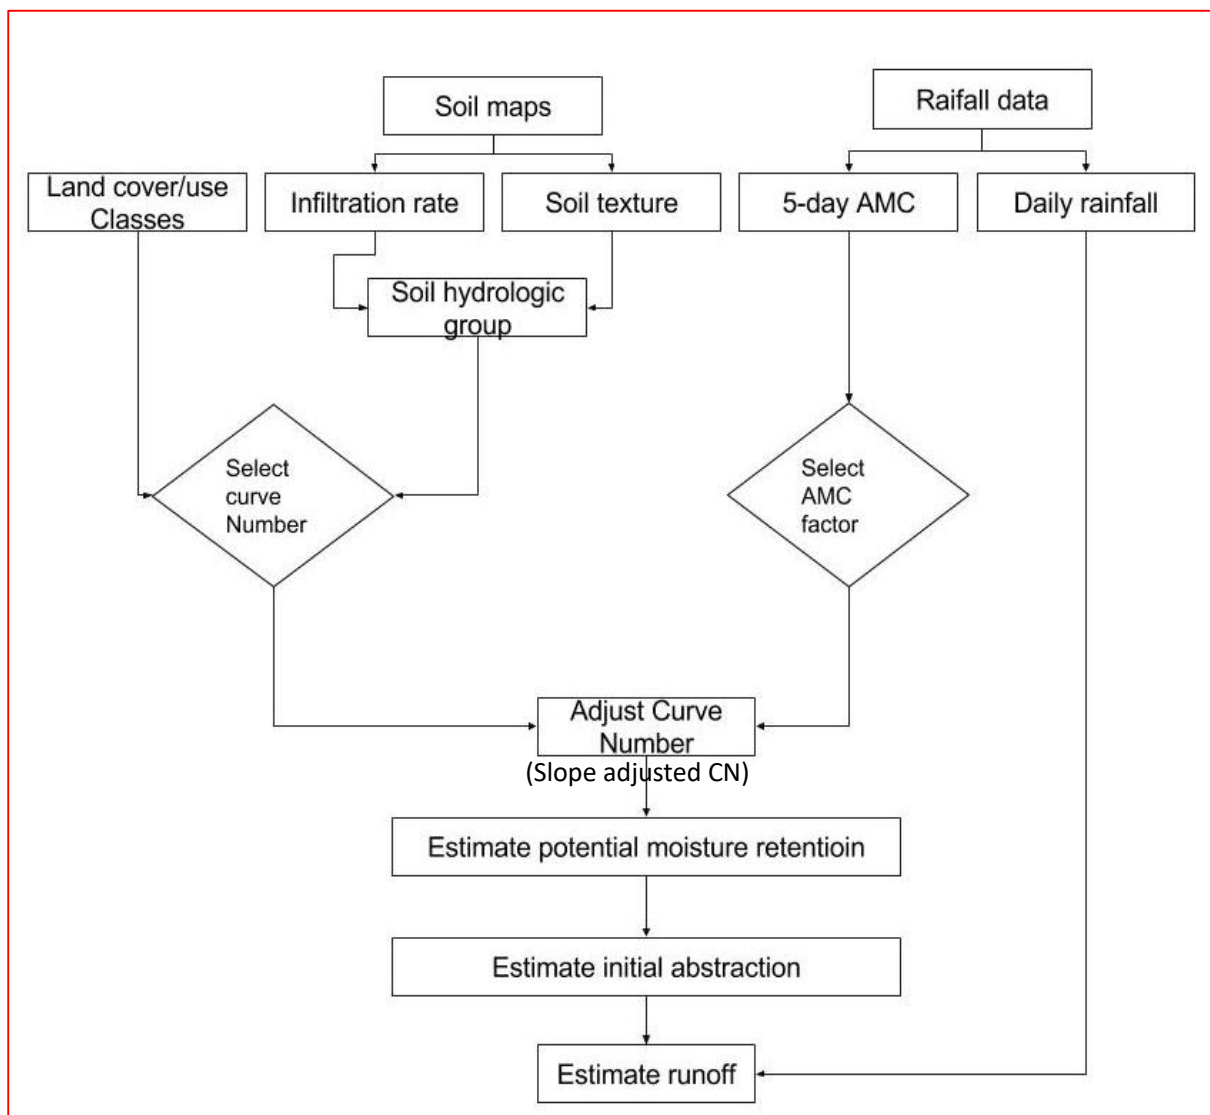 Soil maps
Raifall data
Land cover/use
Classes
Infiltration rate
Soil texture
5-day AMC
Daily rainfall
Soil hydrologic
group
Select
curve
Number
Select
AMC
factor
Adjust Curve
Number
(Slope adjusted CN)
Estimate potential moisture retentioin
Estimate initial abstraction
Estimate runoff